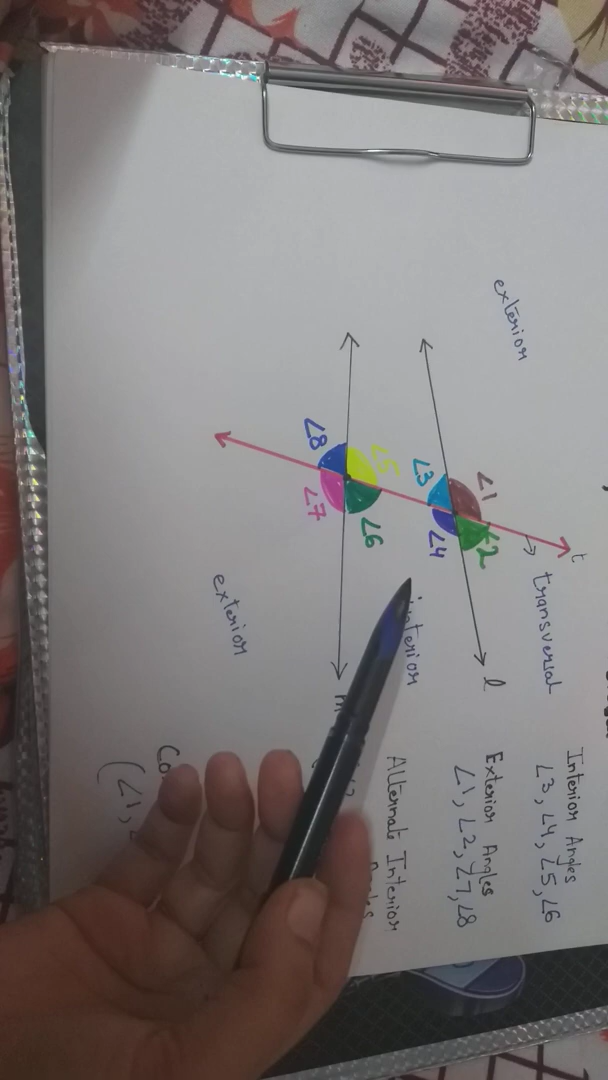 t
transversal
exterior
∠1
∠2
l
∠3
∠4
interior
∠5
∠6
m
∠8
∠7
exterior
Interior Angles
∠3, ∠4, ∠5, ∠6
Exterior Angles
∠1, ∠2, ∠7, ∠8
Alternate Interior
(∠1,